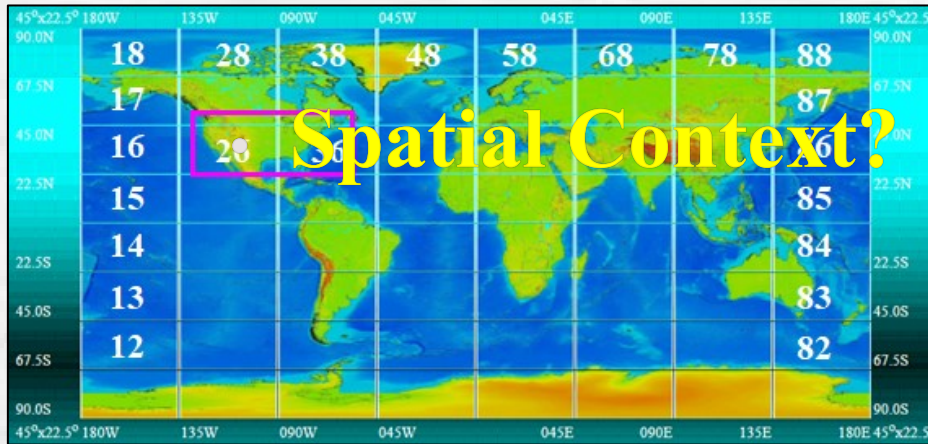 45°x22.5° 180W 135W 090W 045W 045E 090E 135E 180E 45°x22.5°
90.0N 90.0N
18 28 38 48 58 68 78 88
67.5N 67.5N
17 87
Spatial Context?
45.0N
16 26 36 86
22.5N 22.5N
15 85
14 84
22.5S 22.5S
13 83
45.0S 45.0S
12 82
67.5S 67.5S
90.0S 90.0S
45°x22.5° 180W 135W 090W 045W 045E 090E 135E 180E 45°x22.5°